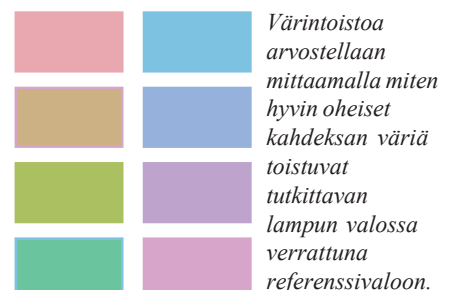 Värintoistoa
arvostellaan
mittaamalla miten
hyvin oheiset
kahdeksan väriä
toistuvat
tutkittavan
lampun valossa
verrattuna
referenssivaloon.